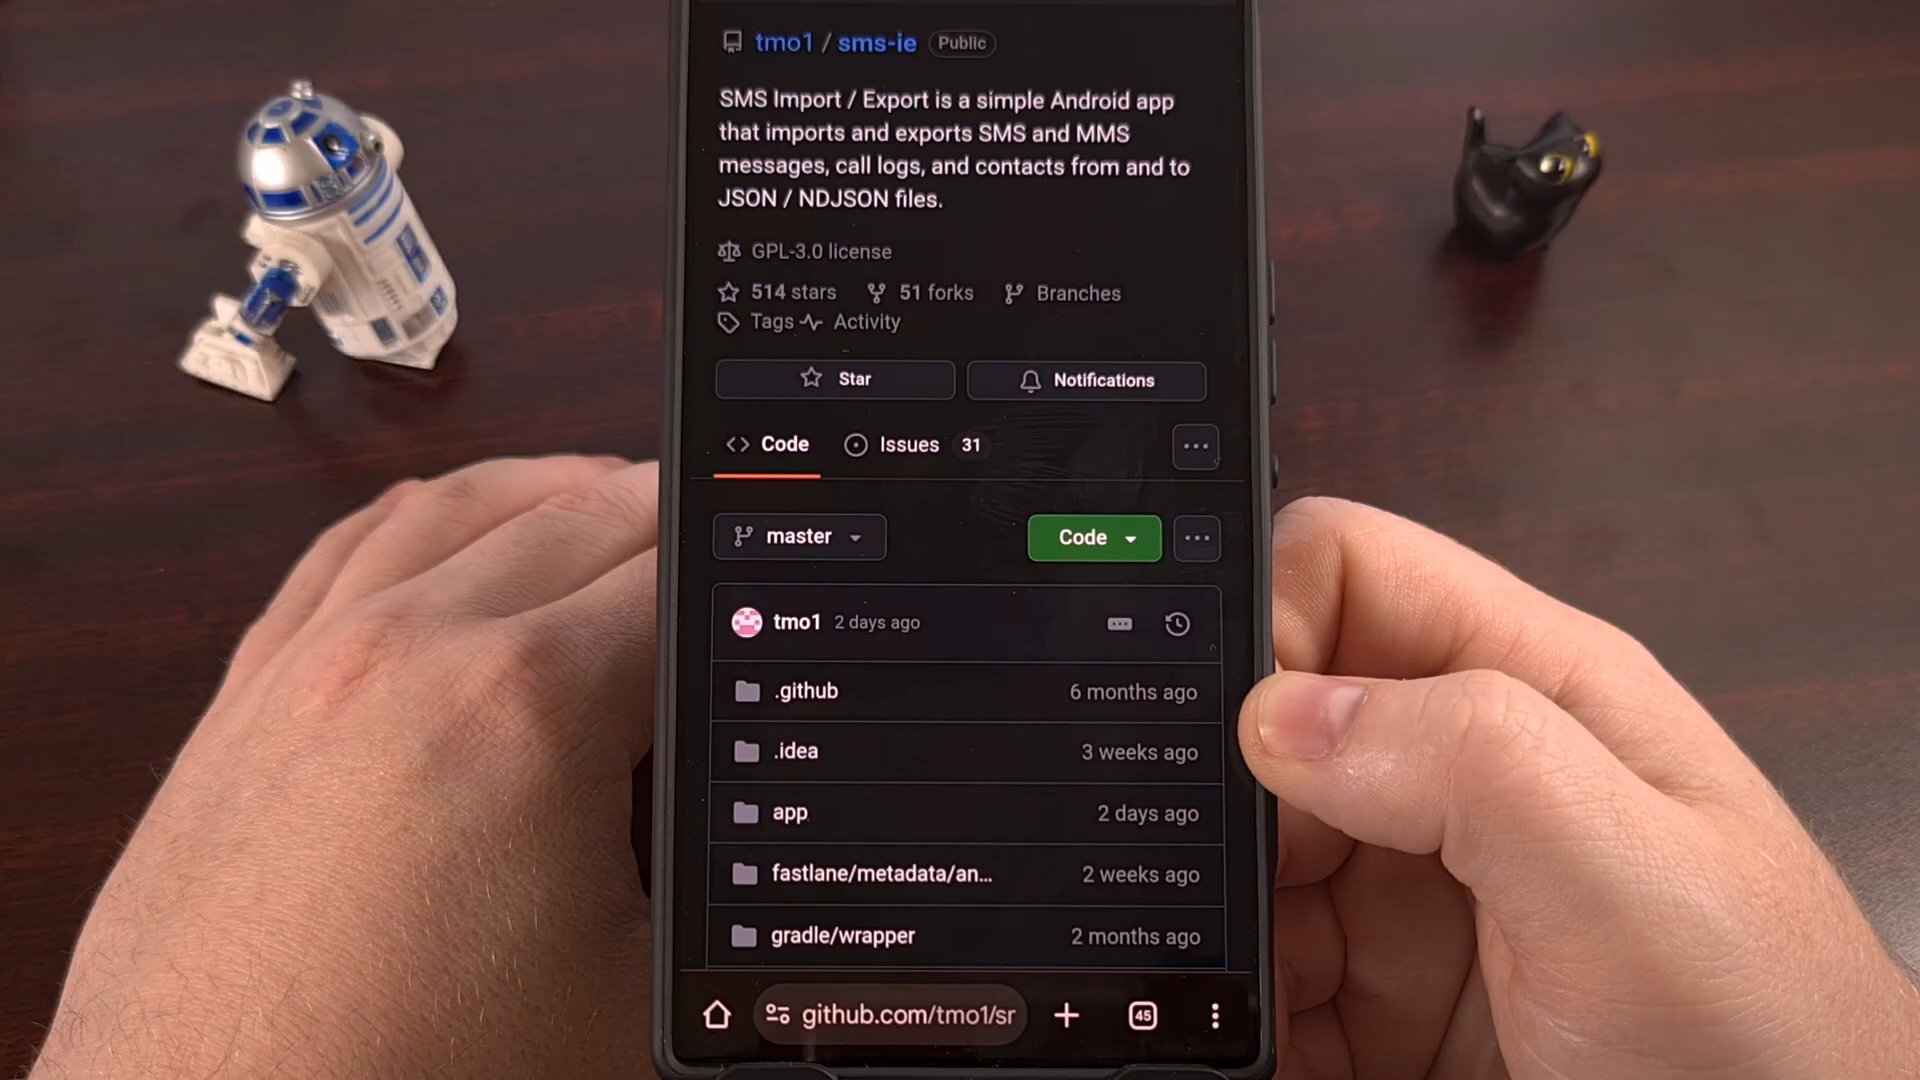 tmo1 / sms-ie Public
SMS Import / Export is a simple Android app
that imports and exports SMS and MMS
messages, call logs, and contacts from and to
JSON / NDJSON files.
GPL-3.0 license
514 stars 51 forks Branches
Tags Activity
Star Notifications
Code Issues 31
master Code
tmo1 2 days ago
.github 6 months ago
.idea 3 weeks ago
app 2 days ago
fastlane/metadata/an... 2 weeks ago
gradle/wrapper 2 months ago
github.com/tmo1/sr 45